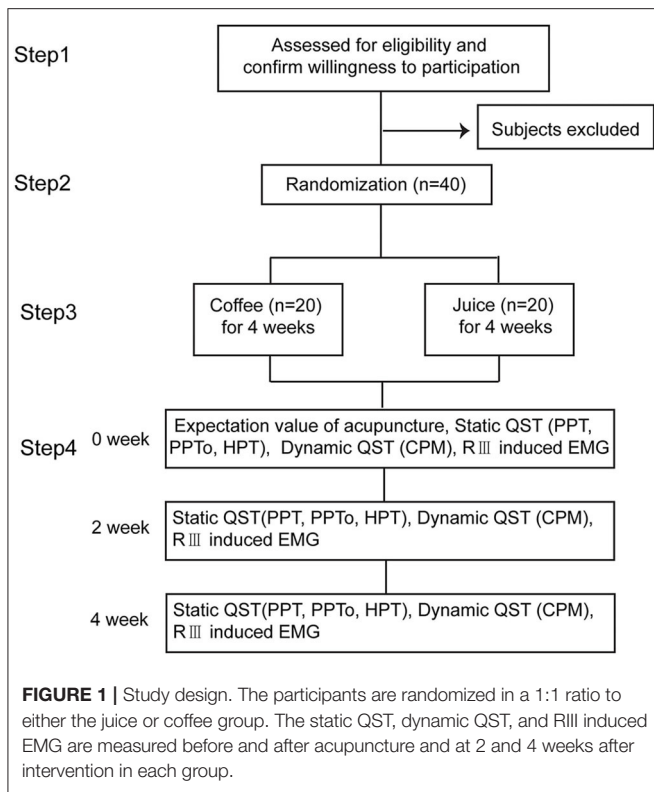 Step1
Assessed for eligibility and
confirm willingness to participation
Subjects excluded
Step2
Randomization (n=40)
Step3
Coffee (n=20)
for 4 weeks
Juice (n=20)
for 4 weeks
Step4
0 week
Expectation value of acupuncture, Static QST (PPT,
PPTo, HPT), Dynamic QST (CPM), RⅢ induced EMG
2 week
Static QST(PPT, PPTo, HPT), Dynamic QST (CPM),
RⅢ induced EMG
4 week
Static QST(PPT, PPTo, HPT), Dynamic QST (CPM),
RⅢ induced EMG
FIGURE 1 | Study design. The participants are randomized in a 1:1 ratio to
either the juice or coffee group. The static QST, dynamic QST, and RIII induced
EMG are measured before and after acupuncture and at 2 and 4 weeks after
intervention in each group.